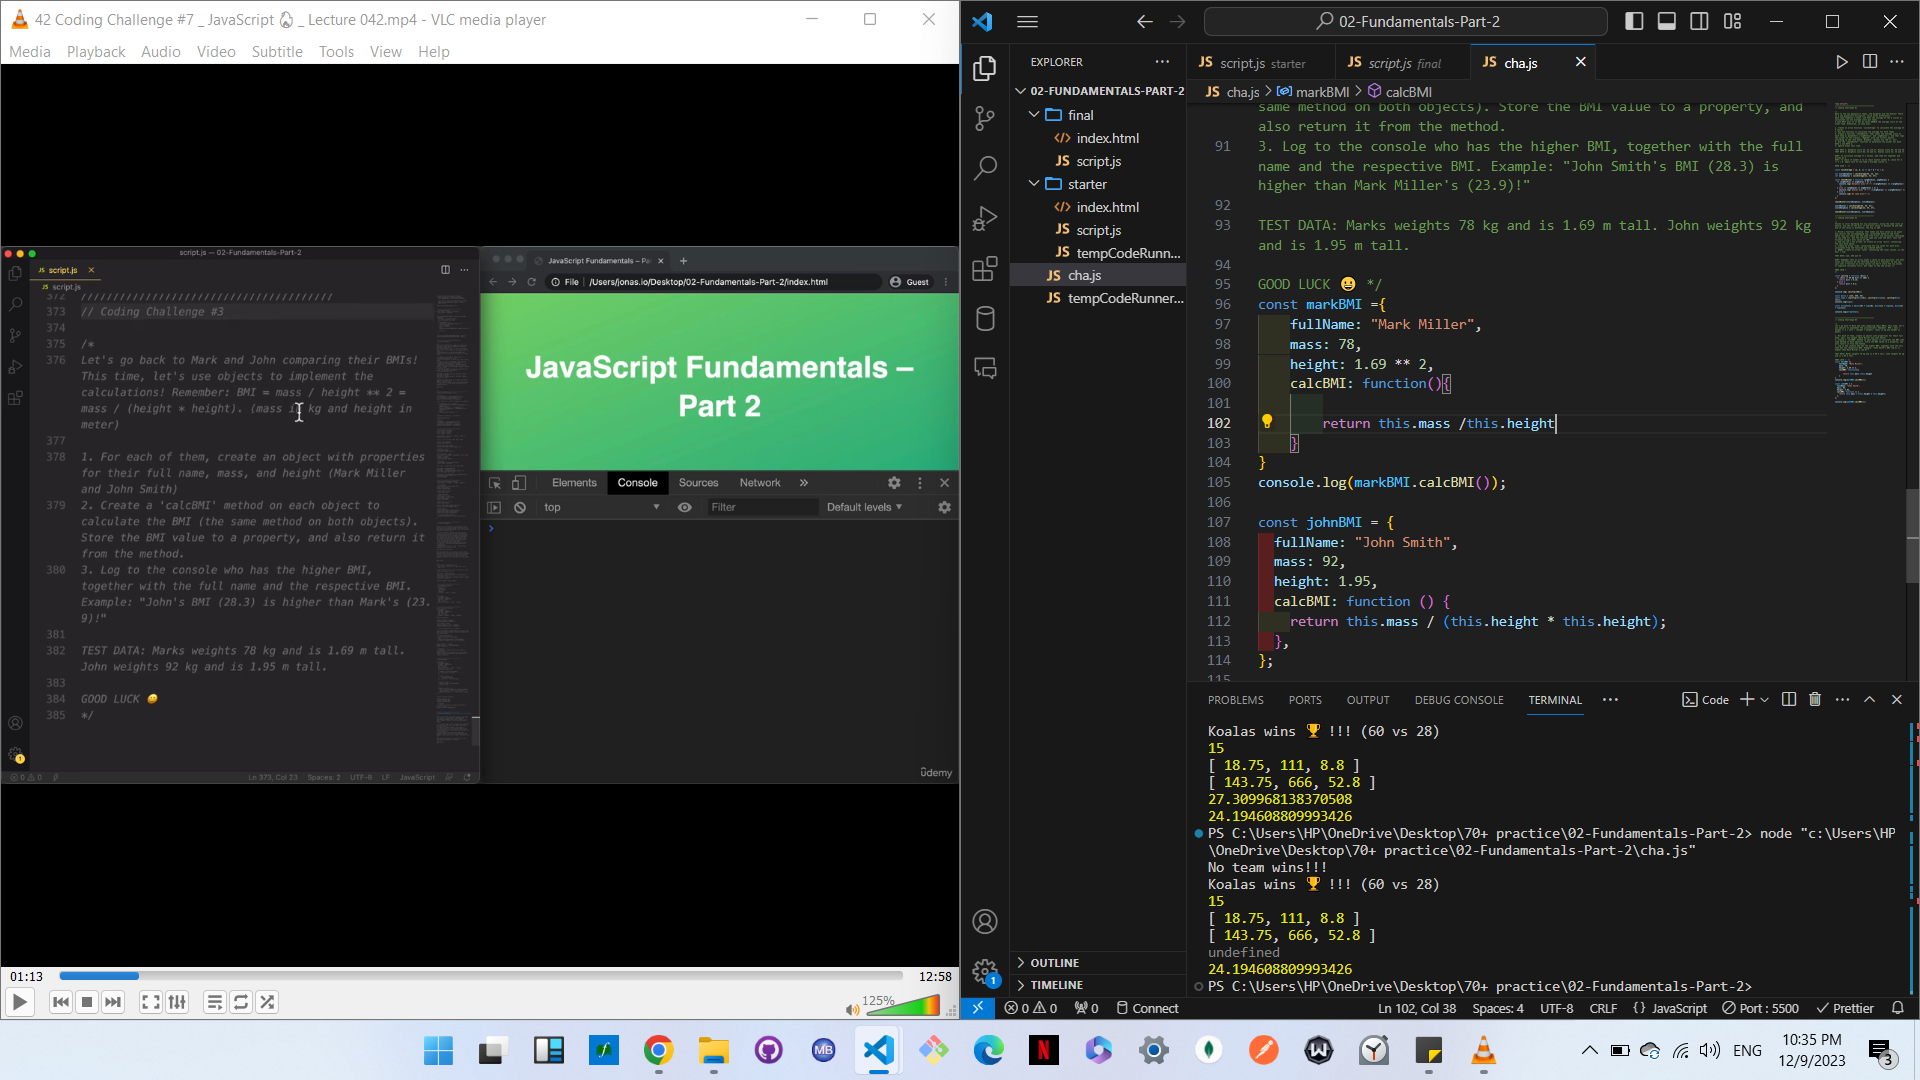 42 Coding Challenge #7 _ JavaScript _ Lecture 042.mp4 - VLC media player
Media Playback Audio Video Subtitle Tools View Help
script.js — 02-Fundamentals-Part-2
script.js
script.js
372 ///////////////////////////////////////
373 // Coding Challenge #3
374
375 /*
376 Let's go back to Mark and John comparing their BMIs!
This time, let's use objects to implement the
calculations! Remember: BMI = mass / height ** 2 =
mass / (height * height). (mass in kg and height in
meter)
377
378 1. For each of them, create an object with properties
for their full name, mass, and height (Mark Miller
and John Smith)
379 2. Create a 'calcBMI' method on each object to
calculate the BMI (the same method on both objects).
Store the BMI value to a property, and also return it
from the method.
380 3. Log to the console who has the higher BMI,
together with the full name and the respective BMI.
Example: "John's BMI (28.3) is higher than Mark's (23.
9)!"
381
382 TEST DATA: Marks weights 78 kg and is 1.69 m tall.
John weights 92 kg and is 1.95 m tall.
383
384 GOOD LUCK 😀
385 */
Ln 373, Col 23 Spaces: 2 UTF-8 LF JavaScript
JavaScript Fundamentals – Pa
File /Users/jonas.io/Desktop/02-Fundamentals-Part-2/index.html Guest
JavaScript Fundamentals –
Part 2
Elements Console Sources Network »
top Filter Default levels
ûdemy
01:13 12:58
125%
02-Fundamentals-Part-2
EXPLORER
02-FUNDAMENTALS-PART-2
final
index.html
script.js
starter
index.html
script.js
tempCodeRunn...
cha.js
tempCodeRunner...
OUTLINE
TIMELINE
script.js starter script.js final cha.js
cha.js > markBMI > calcBMI
same method on both objects). Store the BMI value to a property, and
also return it from the method.
91 3. Log to the console who has the higher BMI, together with the full
name and the respective BMI. Example: "John Smith's BMI (28.3) is
higher than Mark Miller's (23.9)!"
92
93 TEST DATA: Marks weights 78 kg and is 1.69 m tall. John weights 92 kg
and is 1.95 m tall.
94
95 GOOD LUCK 😀 */
96 const markBMI ={
97 fullName: "Mark Miller",
98 mass: 78,
99 height: 1.69 ** 2,
100 calcBMI: function(){
101
102 return this.mass /this.height
103 }
104 }
105 console.log(markBMI.calcBMI());
106
107 const johnBMI = {
108 fullName: "John Smith",
109 mass: 92,
110 height: 1.95,
111 calcBMI: function () {
112 return this.mass / (this.height * this.height);
113 },
114 };
115
PROBLEMS PORTS OUTPUT DEBUG CONSOLE TERMINAL Code
Koalas wins 🏆 !!! (60 vs 28)
15
[ 18.75, 111, 8.8 ]
[ 143.75, 666, 52.8 ]
27.309968138370508
24.194608809993426
PS C:\Users\HP\OneDrive\Desktop\70+ practice\02-Fundamentals-Part-2> node "c:\Users\HP
\OneDrive\Desktop\70+ practice\02-Fundamentals-Part-2\cha.js"
No team wins!!!
Koalas wins 🏆 !!! (60 vs 28)
15
[ 18.75, 111, 8.8 ]
[ 143.75, 666, 52.8 ]
undefined
24.194608809993426
PS C:\Users\HP\OneDrive\Desktop\70+ practice\02-Fundamentals-Part-2>
0 0 0 Connect Ln 102, Col 38 Spaces: 4 UTF-8 CRLF {} JavaScript Port : 5500 Prettier
MB
N
ENG
10:35 PM
12/9/2023
3